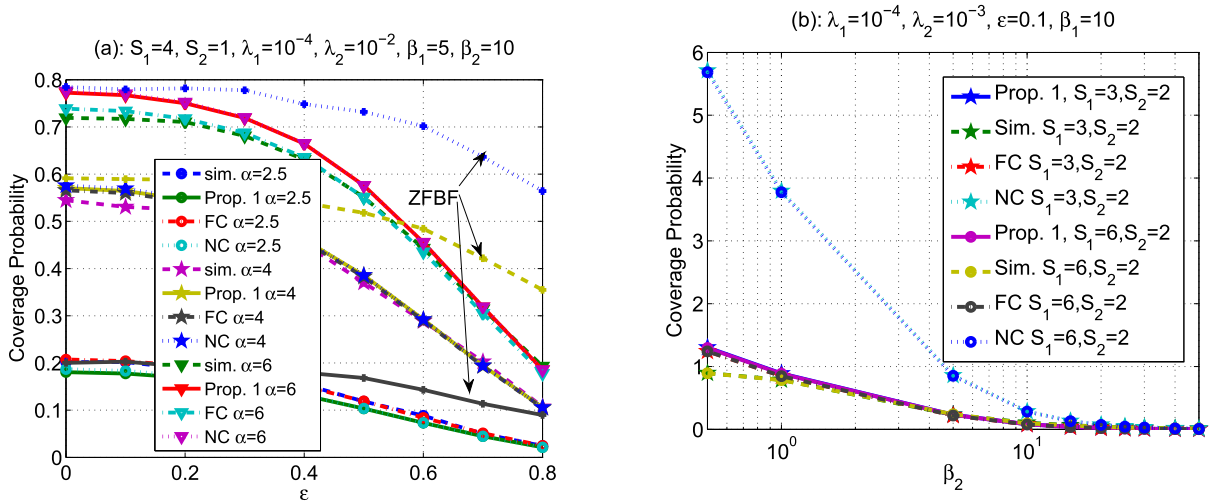 (a): S₁=4, S₂=1, λ₁=10⁻⁴, λ₂=10⁻², β₁=5, β₂=10
Coverage Probability
0.8
0.7
0.6
0.5
0.4
0.3
0.2
0.1
0
0
0.2
0.4
0.6
0.8
ε
sim. α=2.5
Prop. 1 α=2.5
FC α=2.5
NC α=2.5
sim. α=4
Prop. 1 α=4
FC α=4
NC α=4
sim. α=6
Prop. 1 α=6
FC α=6
NC α=6
ZFBF
(b): λ₁=10⁻⁴, λ₂=10⁻³, ε=0.1, β₁=10
Coverage Probability
6
5
4
3
2
1
0
10⁰
10¹
β₂
Prop. 1, S₁=3,S₂=2
Sim. S₁=3,S₂=2
FC S₁=3,S₂=2
NC S₁=3,S₂=2
Prop. 1, S₁=6,S₂=2
Sim. S₁=6,S₂=2
FC S₁=6,S₂=2
NC S₁=6,S₂=2